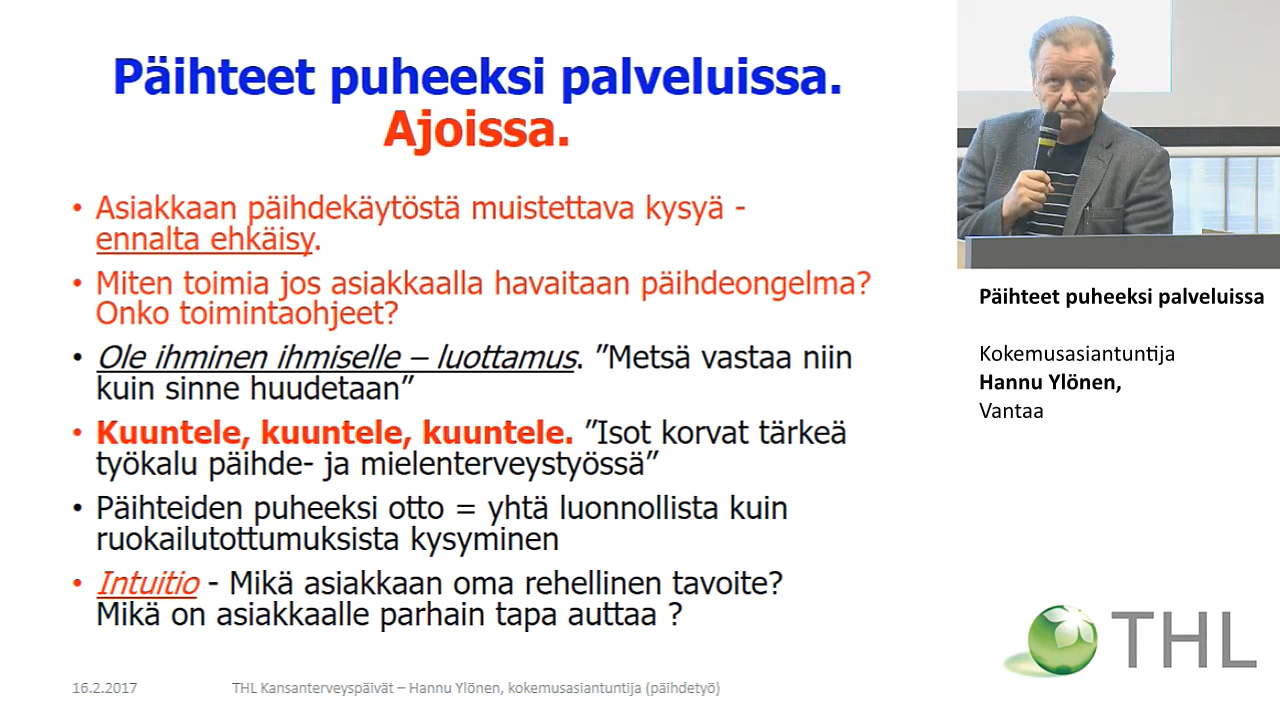 Päihteet puheeksi palveluissa.
Ajoissa.
• Asiakkaan päihdekäytöstä muistettava kysyä -
ennalta ehkäisy.
• Miten toimia jos asiakkaalla havaitaan päihdeongelma?
Onko toimintaohjeet?
• Ole ihminen ihmiselle – luottamus. ”Metsä vastaa niin
kuin sinne huudetaan”
• Kuuntele, kuuntele, kuuntele. ”Isot korvat tärkeä
työkalu päihde- ja mielenterveystyössä”
• Päihteiden puheeksi otto = yhtä luonnollista kuin
ruokailutottumuksista kysyminen
• Intuitio - Mikä asiakkaan oma rehellinen tavoite?
Mikä on asiakkaalle parhain tapa auttaa ?
16.2.2017
THL Kansanterveyspäivät – Hannu Ylönen, kokemusasiantuntija (päihdetyö)
Päihteet puheeksi palveluissa
Kokemusasiantuntija
Hannu Ylönen,
Vantaa
THL